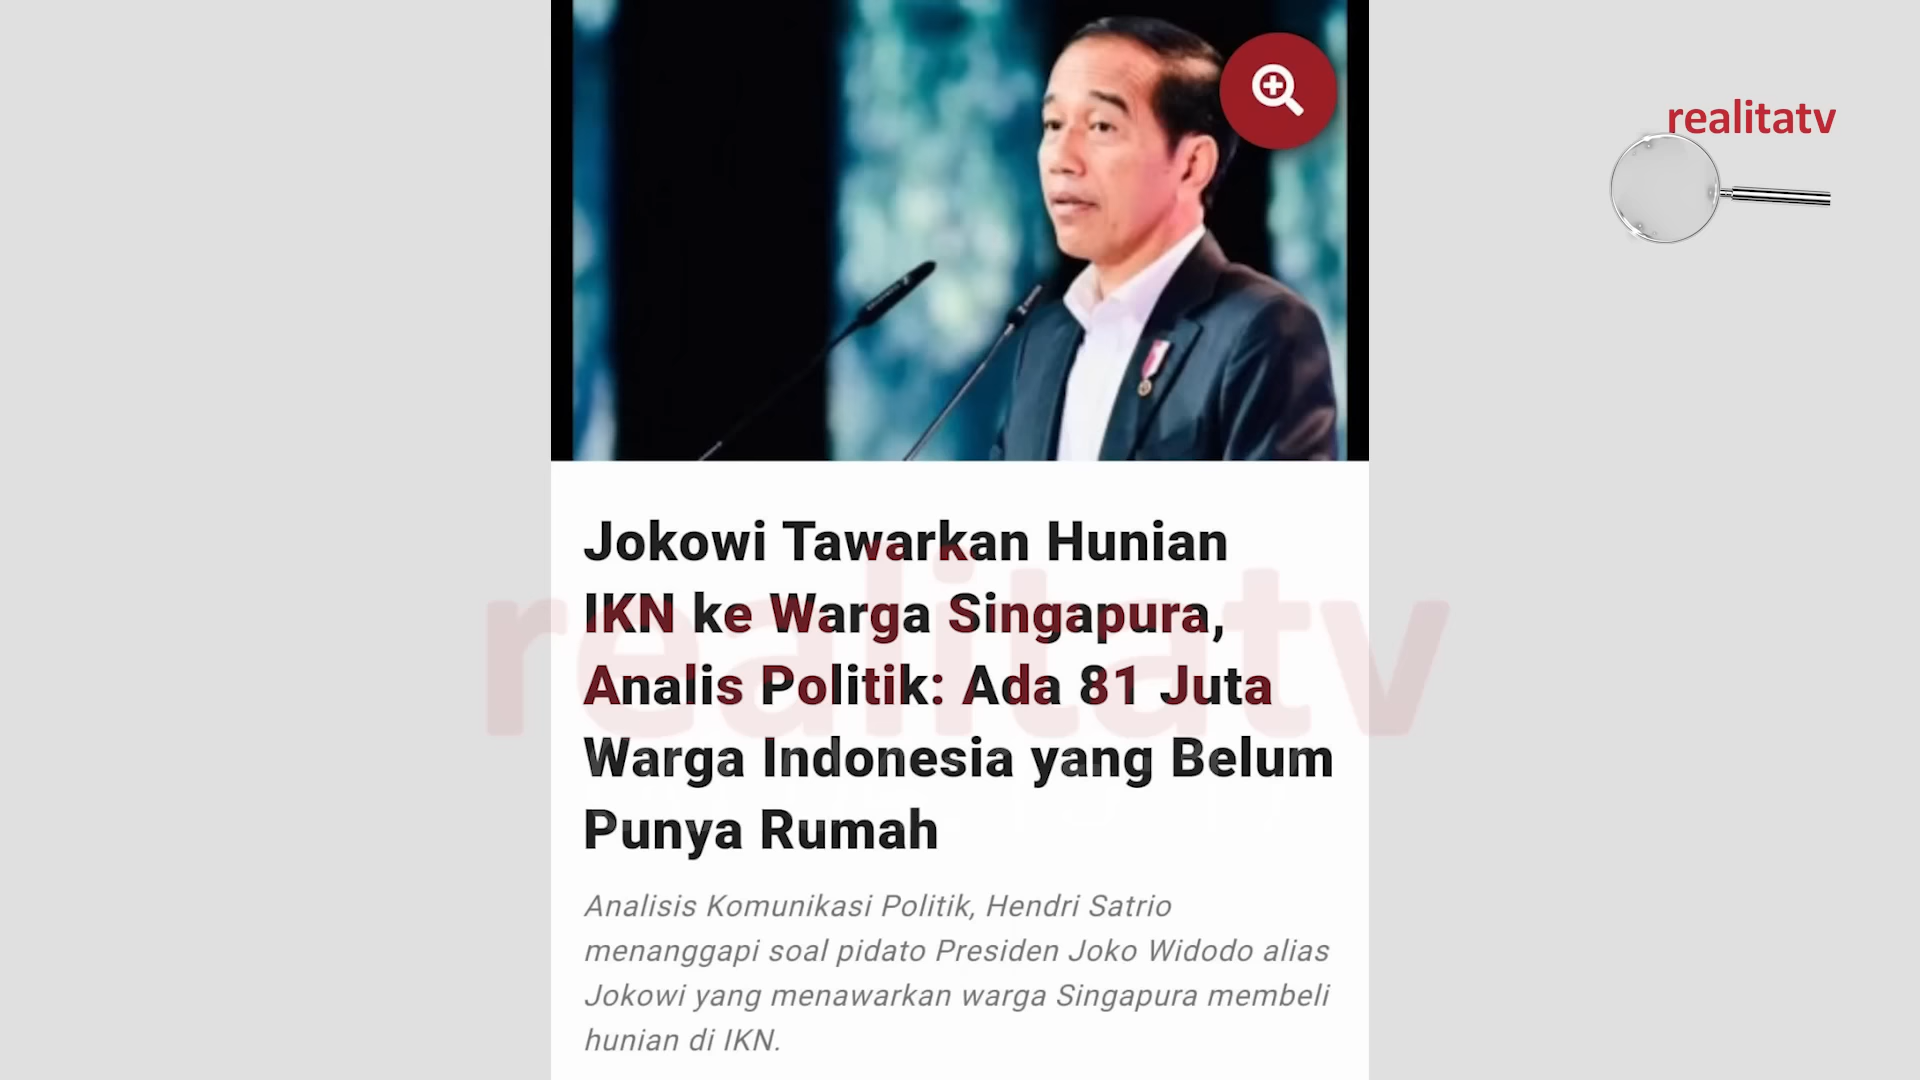 realitatv
Jokowi Tawarkan Hunian
IKN ke Warga Singapura,
Analis Politik: Ada 81 Juta
Warga Indonesia yang Belum
Punya Rumah
realitatv
Analisis Komunikasi Politik, Hendri Satrio
menanggapi soal pidato Presiden Joko Widodo alias
Jokowi yang menawarkan warga Singapura membeli
hunian di IKN.